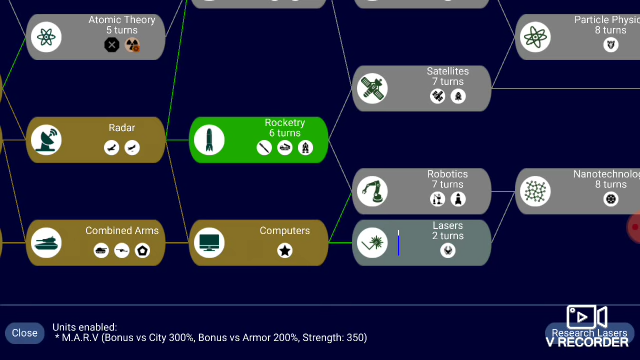 Atomic Theory
5 turns
Particle Physic
8 turns
Satellites
7 turns
Radar
Rocketry
6 turns
Robotics
7 turns
Nanotechnolog
8 turns
Combined Arms
Computers
Lasers
2 turns
Close
Units enabled:
* M.A.R.V (Bonus vs City 300%, Bonus vs Armor 200%, Strength: 350)
Research Lasers
V RECORDER